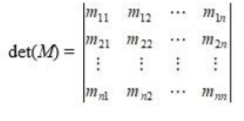 det(M) = | m₁₁ m₁₂ ⋯ m₁ₙ |
| m₂₁ m₂₂ ⋯ m₂ₙ |
| ⋮ ⋮ ⋮ ⋮ |
| mₙ₁ mₙ₂ ⋯ mₙₙ |